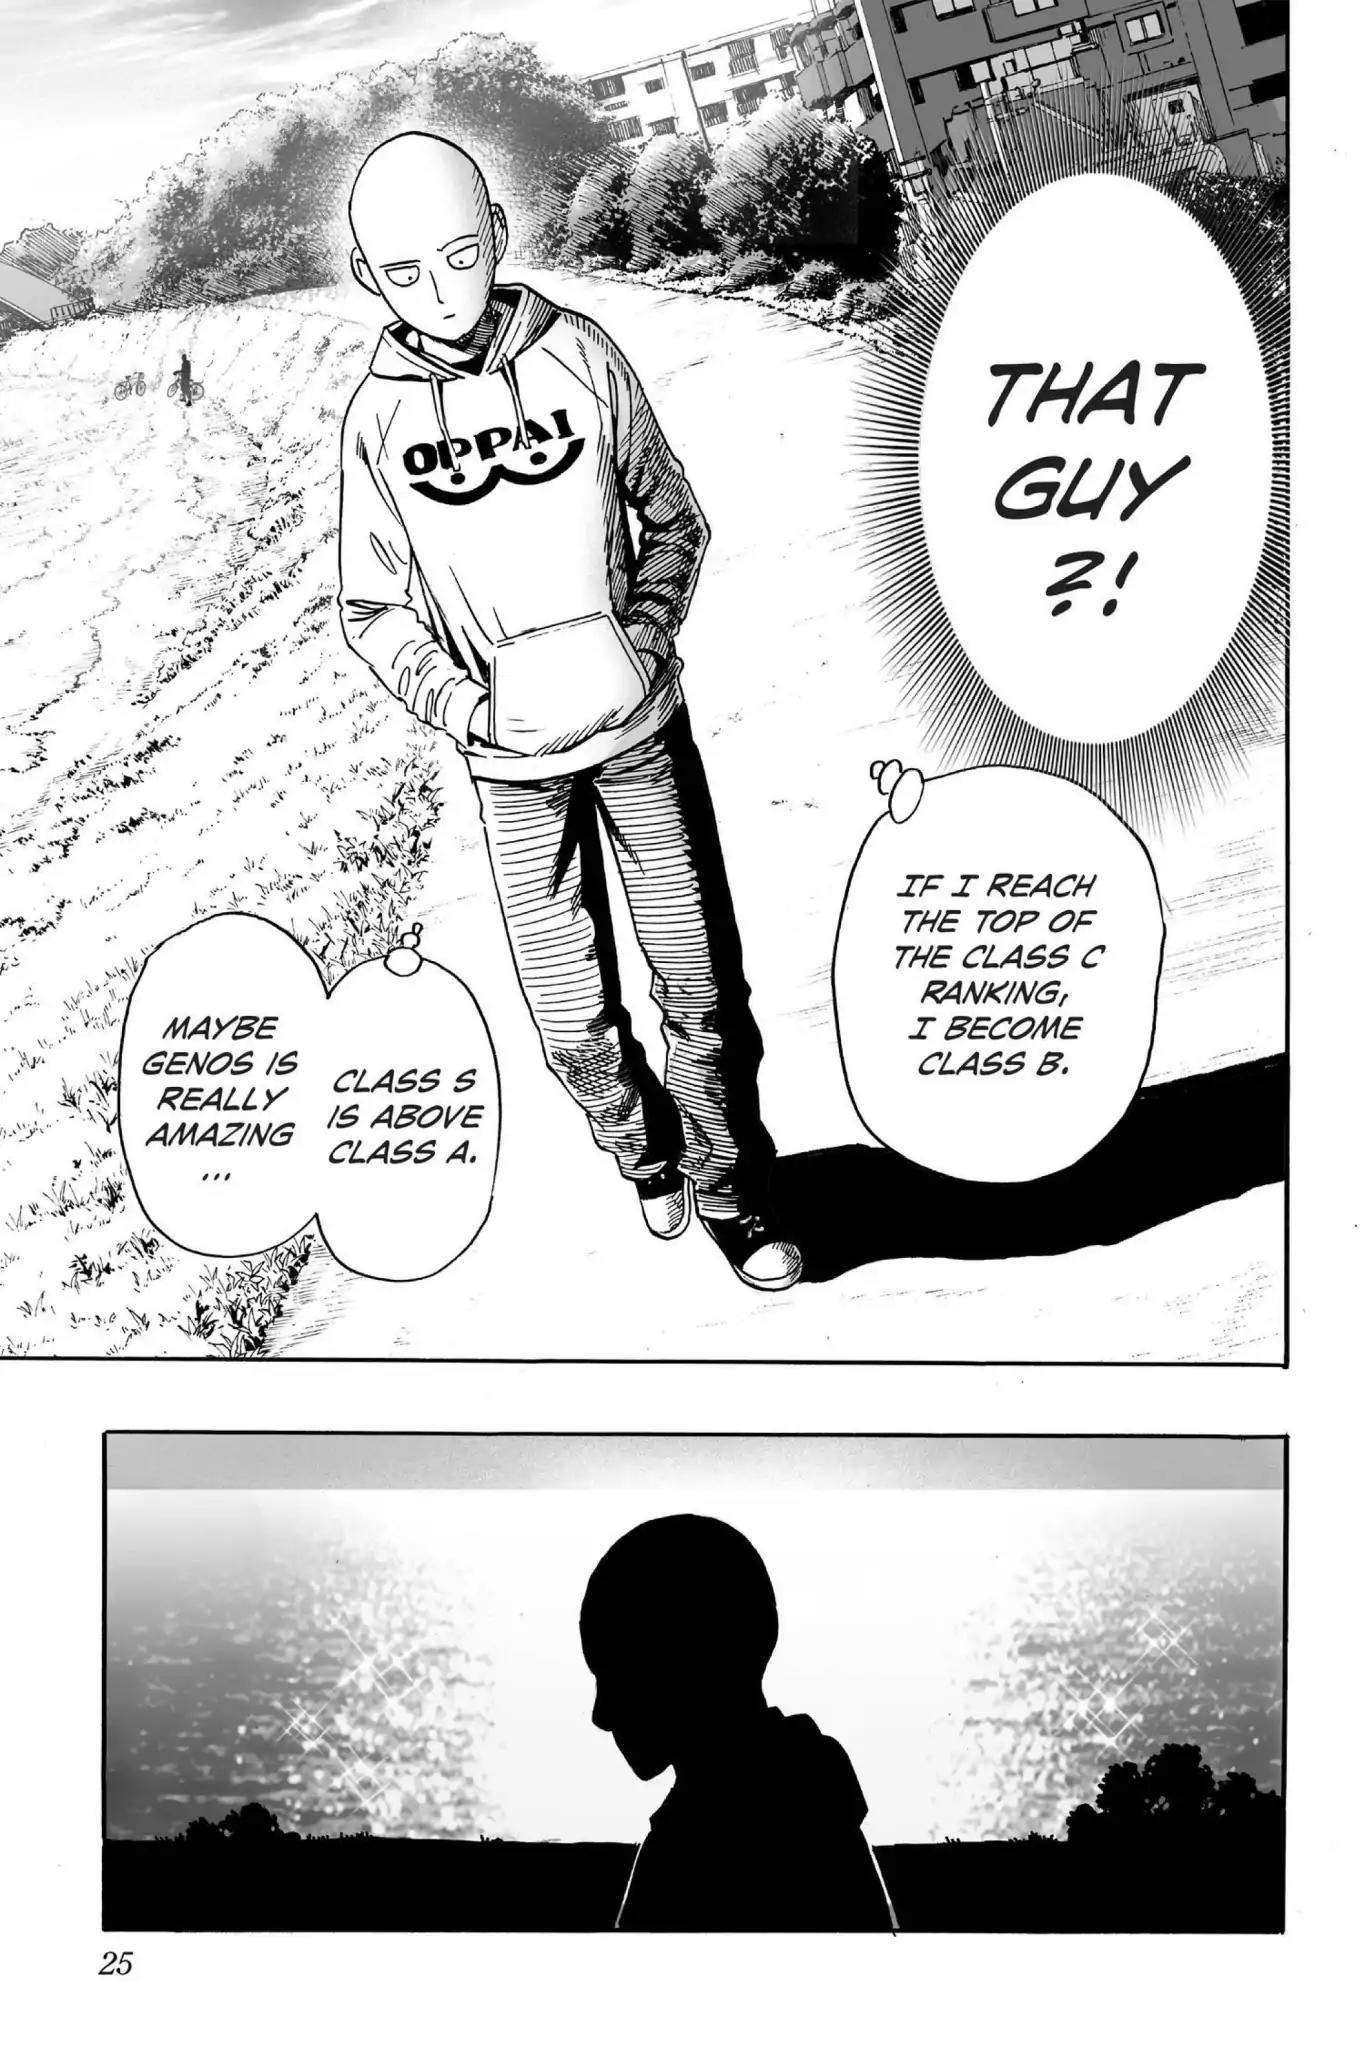 THAT
GUY
?!
OPPAI
IF I REACH
THE TOP OF
THE CLASS C
RANKING,
I BECOME
CLASS B.
CLASS S
IS ABOVE
CLASS A.
MAYBE
GENOS IS
REALLY
AMAZING
...
25